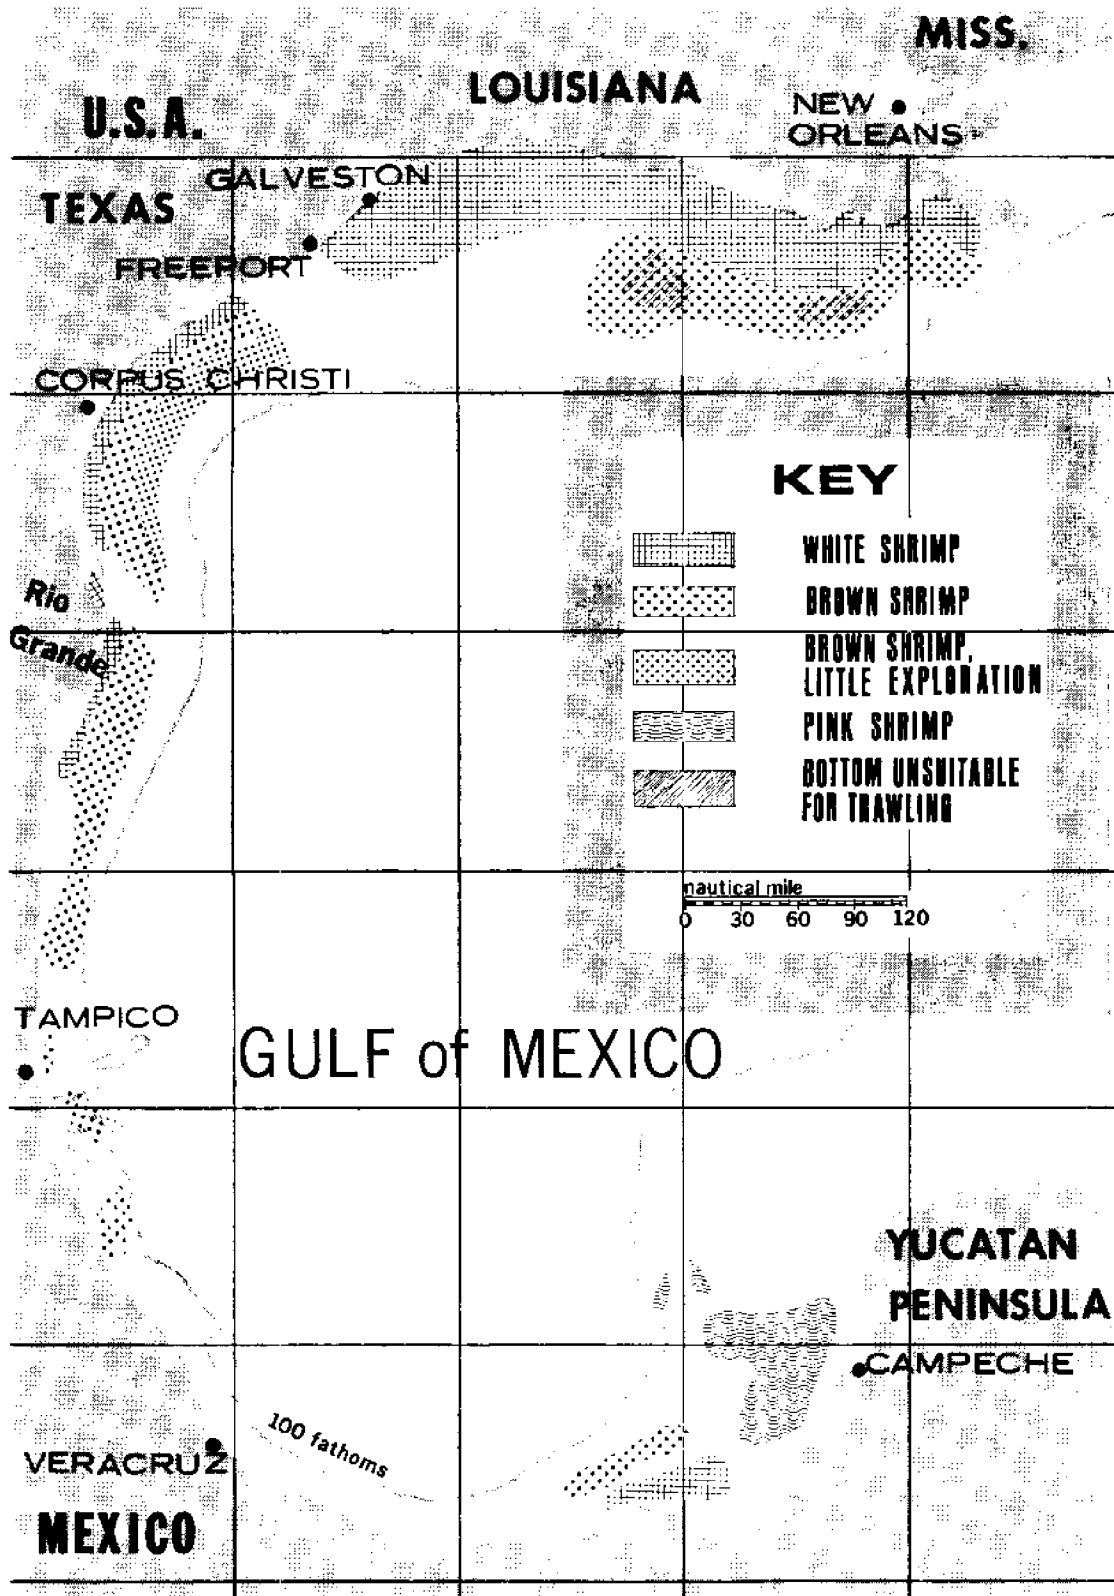 MISS.
LOUISIANA
U.S.A.
NEW
ORLEANS
GALVESTON
TEXAS
FREEPORT
CORPUS CHRISTI
KEY
WHITE SHRIMP
BROWN SHRIMP
BROWN SHRIMP,
LITTLE EXPLORATION
PINK SHRIMP
BOTTOM UNSUITABLE
FOR TRAWLING
Rio
Grande
nautical mile
0 30 60 90 120
TAMPICO
GULF of MEXICO
YUCATAN
PENINSULA
CAMPECHE
100 fathoms
VERACRUZ
MEXICO